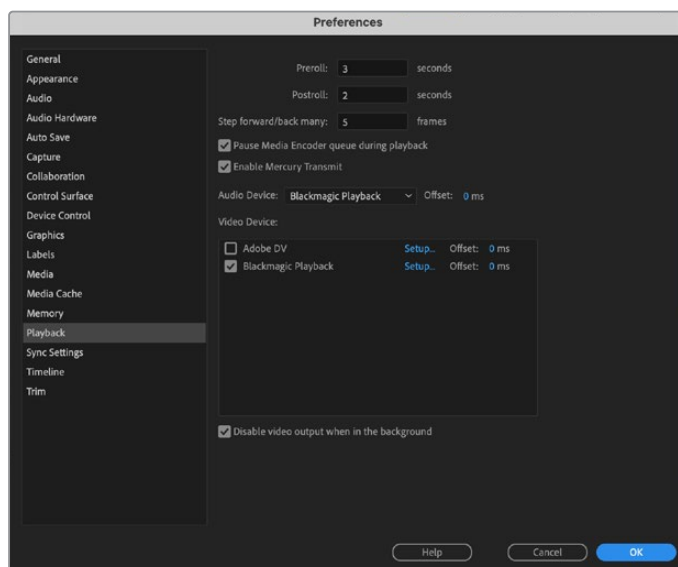 Preferences
General
Appearance
Audio
Audio Hardware
Auto Save
Capture
Collaboration
Control Surface
Device Control
Graphics
Labels
Media
Media Cache
Memory
Playback
Sync Settings
Timeline
Trim
Preroll: 3 seconds
Postroll: 2 seconds
Step forward/back many: 5 frames
Pause Media Encoder queue during playback
Enable Mercury Transmit
Audio Device: Blackmagic Playback Offset: 0 ms
Video Device:
Adobe DV Setup... Offset: 0 ms
Blackmagic Playback Setup... Offset: 0 ms
Disable video output when in the background
Help Cancel OK